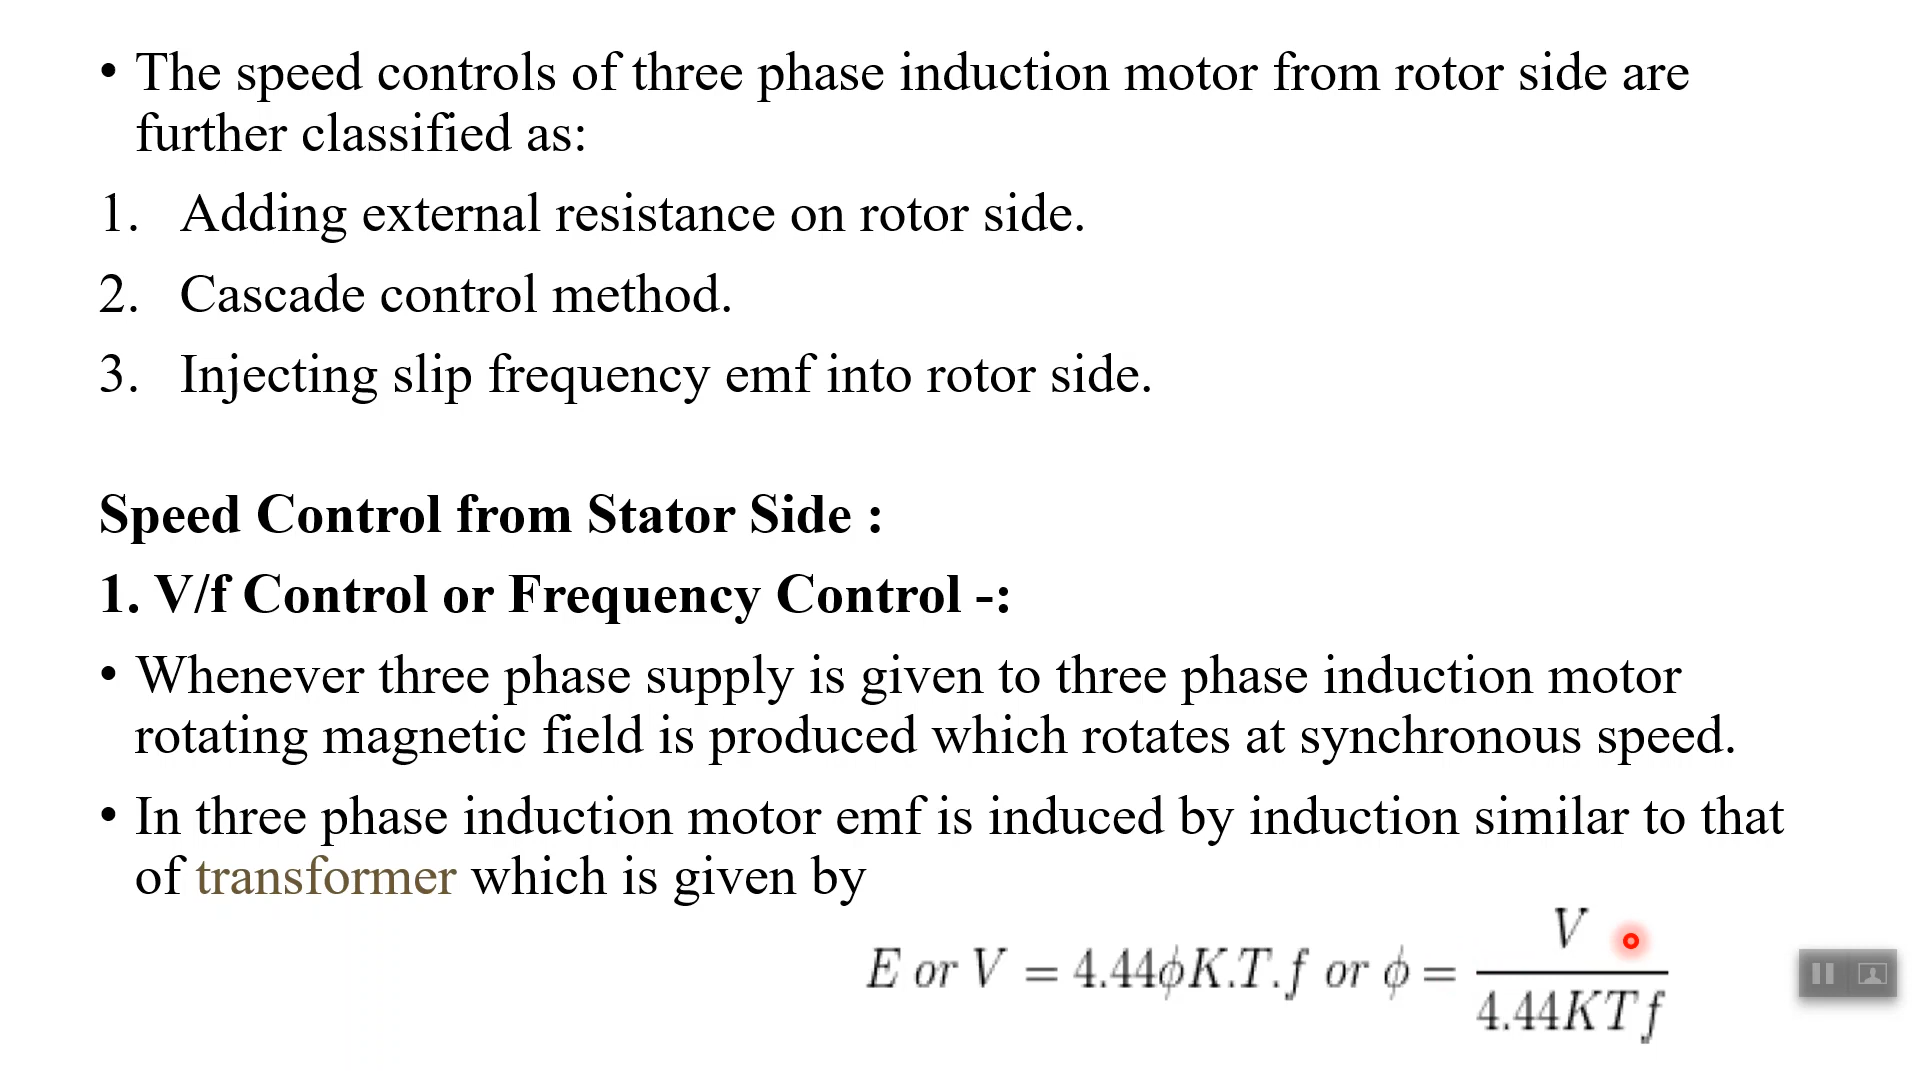 • The speed controls of three phase induction motor from rotor side are
further classified as:
1. Adding external resistance on rotor side.
2. Cascade control method.
3. Injecting slip frequency emf into rotor side.
Speed Control from Stator Side :
1. V/f Control or Frequency Control -:
• Whenever three phase supply is given to three phase induction motor
rotating magnetic field is produced which rotates at synchronous speed.
• In three phase induction motor emf is induced by induction similar to that
of transformer which is given by
E or V = 4.44ϕK.T.f or ϕ = V / 4.44KTf